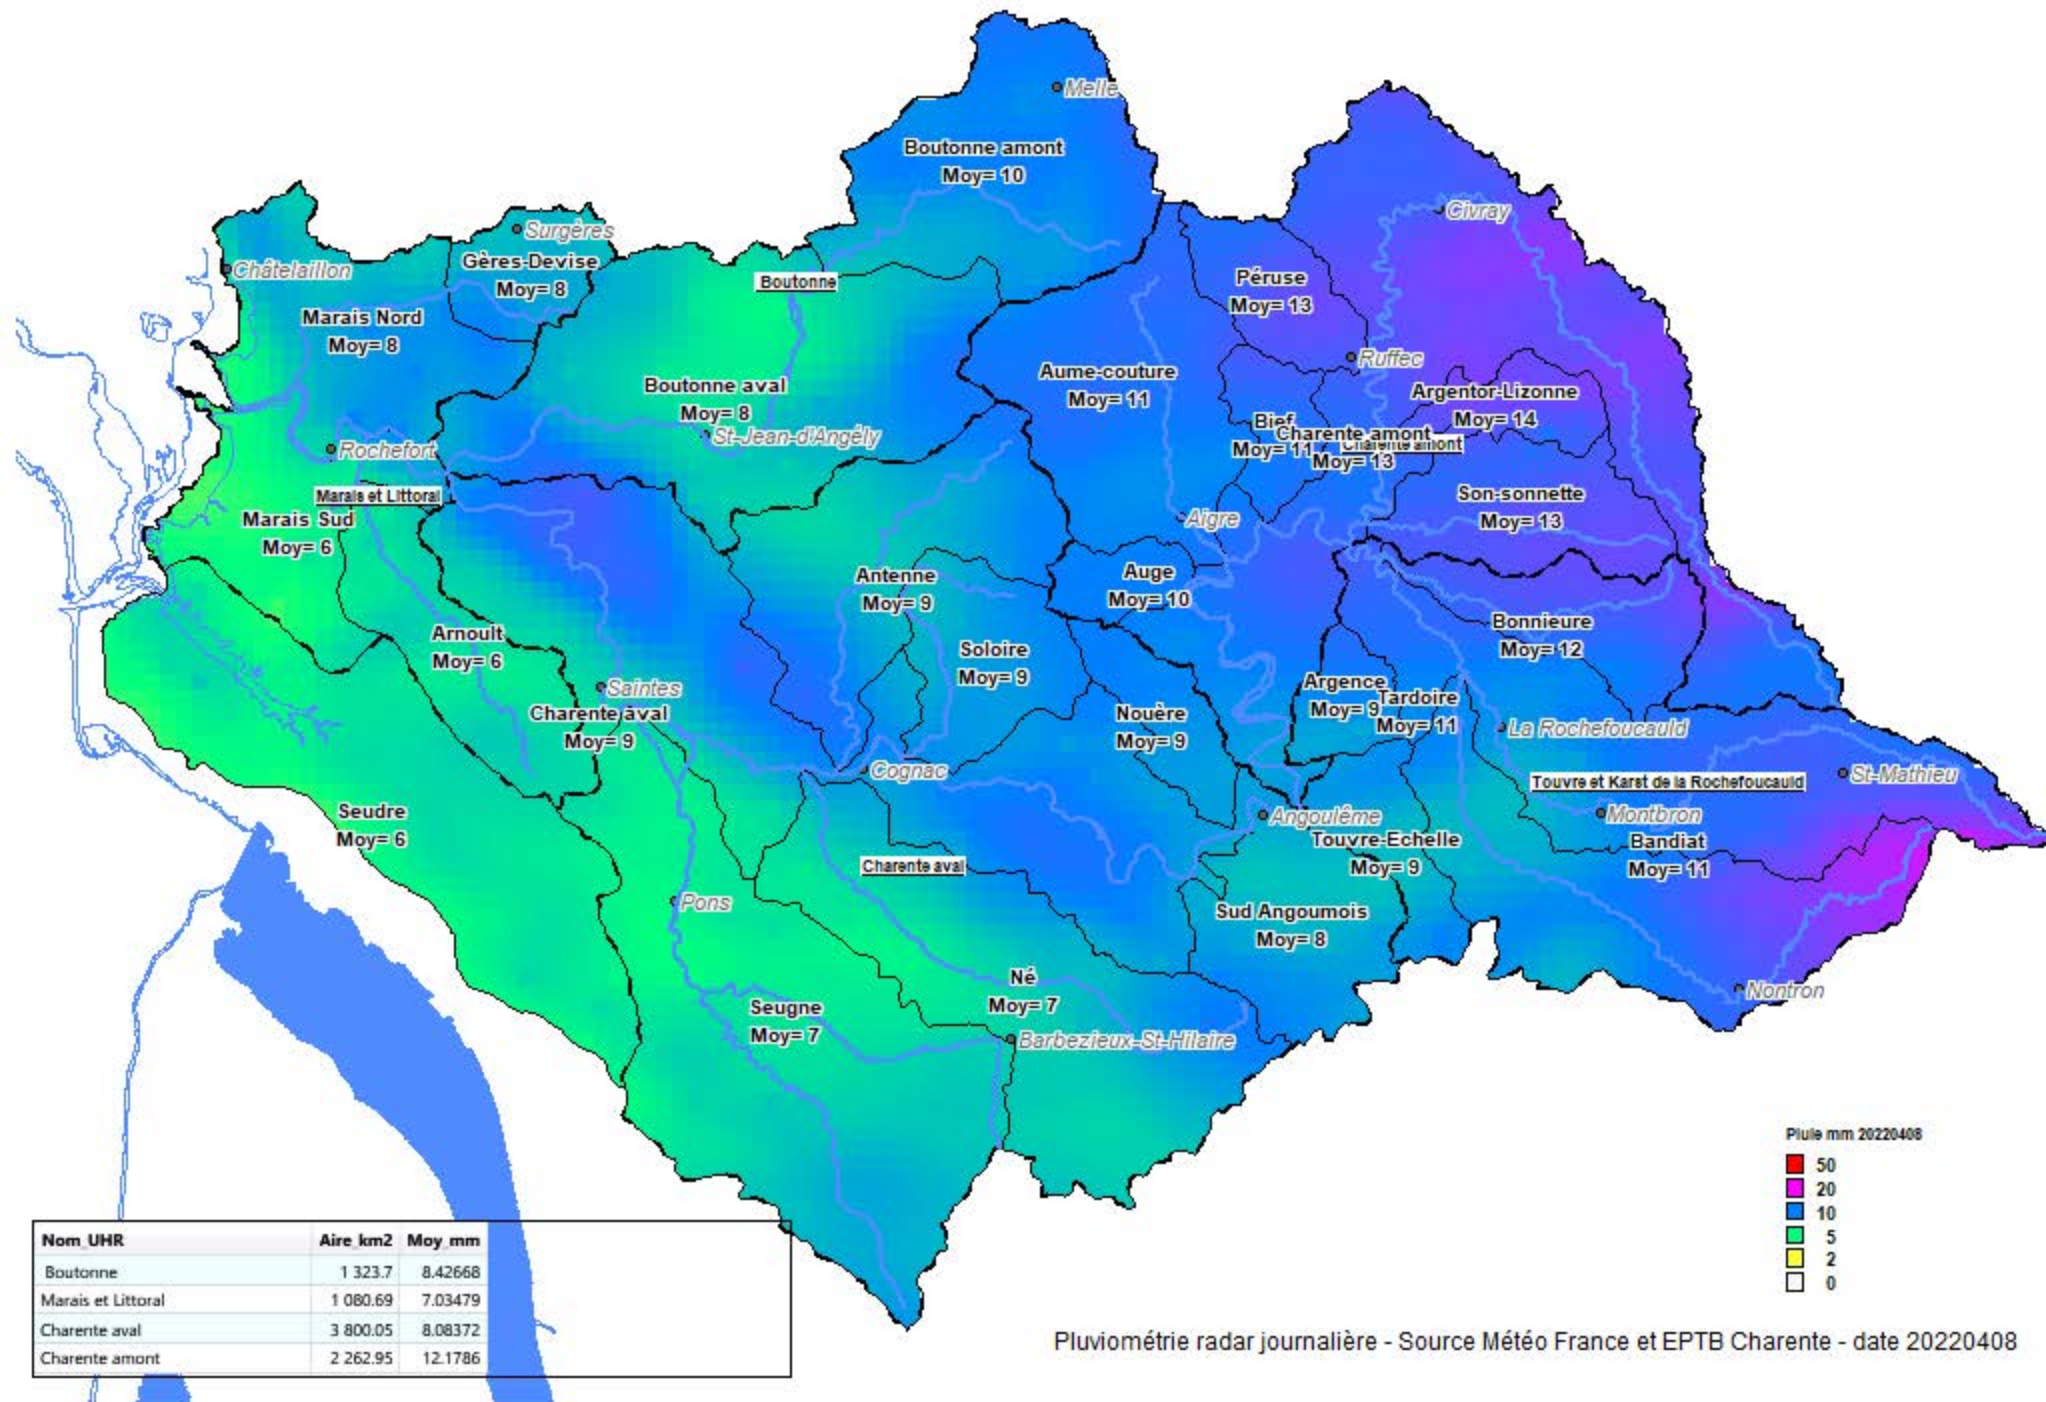 Melle
Boutonne amont
Moy= 10
Civray
Surgères
Châtelaillon
Gères-Devise
Moy= 8
Boutonne
Péruse
Moy= 13
Marais Nord
Moy= 8
Ruffec
Aume-couture
Moy= 11
Boutonne aval
Moy= 8
Argentor-Lizonne
Moy= 14
St-Jean-d'Angély
Bief
Moy= 11
Charente amont
Moy= 13
Charente amont
Rochefort
Marais et Littoral
Son-sonnette
Moy= 13
Marais Sud
Moy= 6
Aigre
Antenne
Moy= 9
Auge
Moy= 10
Bonnieure
Moy= 12
Arnoult
Moy= 6
Soloire
Moy= 9
Saintes
Charente aval
Moy= 9
Argence
Moy= 9
Tardoire
Moy= 11
Nouère
Moy= 9
La Rochefoucauld
Cognac
Touvre et Karst de la Rochefoucauld
St-Mathieu
Seudre
Moy= 6
Angoulême
Montbron
Touvre-Echelle
Moy= 9
Bandiat
Moy= 11
Charente aval
Pons
Sud Angoumois
Moy= 8
Né
Moy= 7
Nontron
Seugne
Moy= 7
Barbezieux-St-Hilaire
Pluie mm 20220408
50
20
10
5
2
0
Nom_UHR Aire_km2 Moy_mm
Boutonne 1 323.7 8.42668
Marais et Littoral 1 080.69 7.03479
Charente aval 3 800.05 8.08372
Charente amont 2 262.95 12.1786
Pluviométrie radar journalière - Source Météo France et EPTB Charente - date 20220408